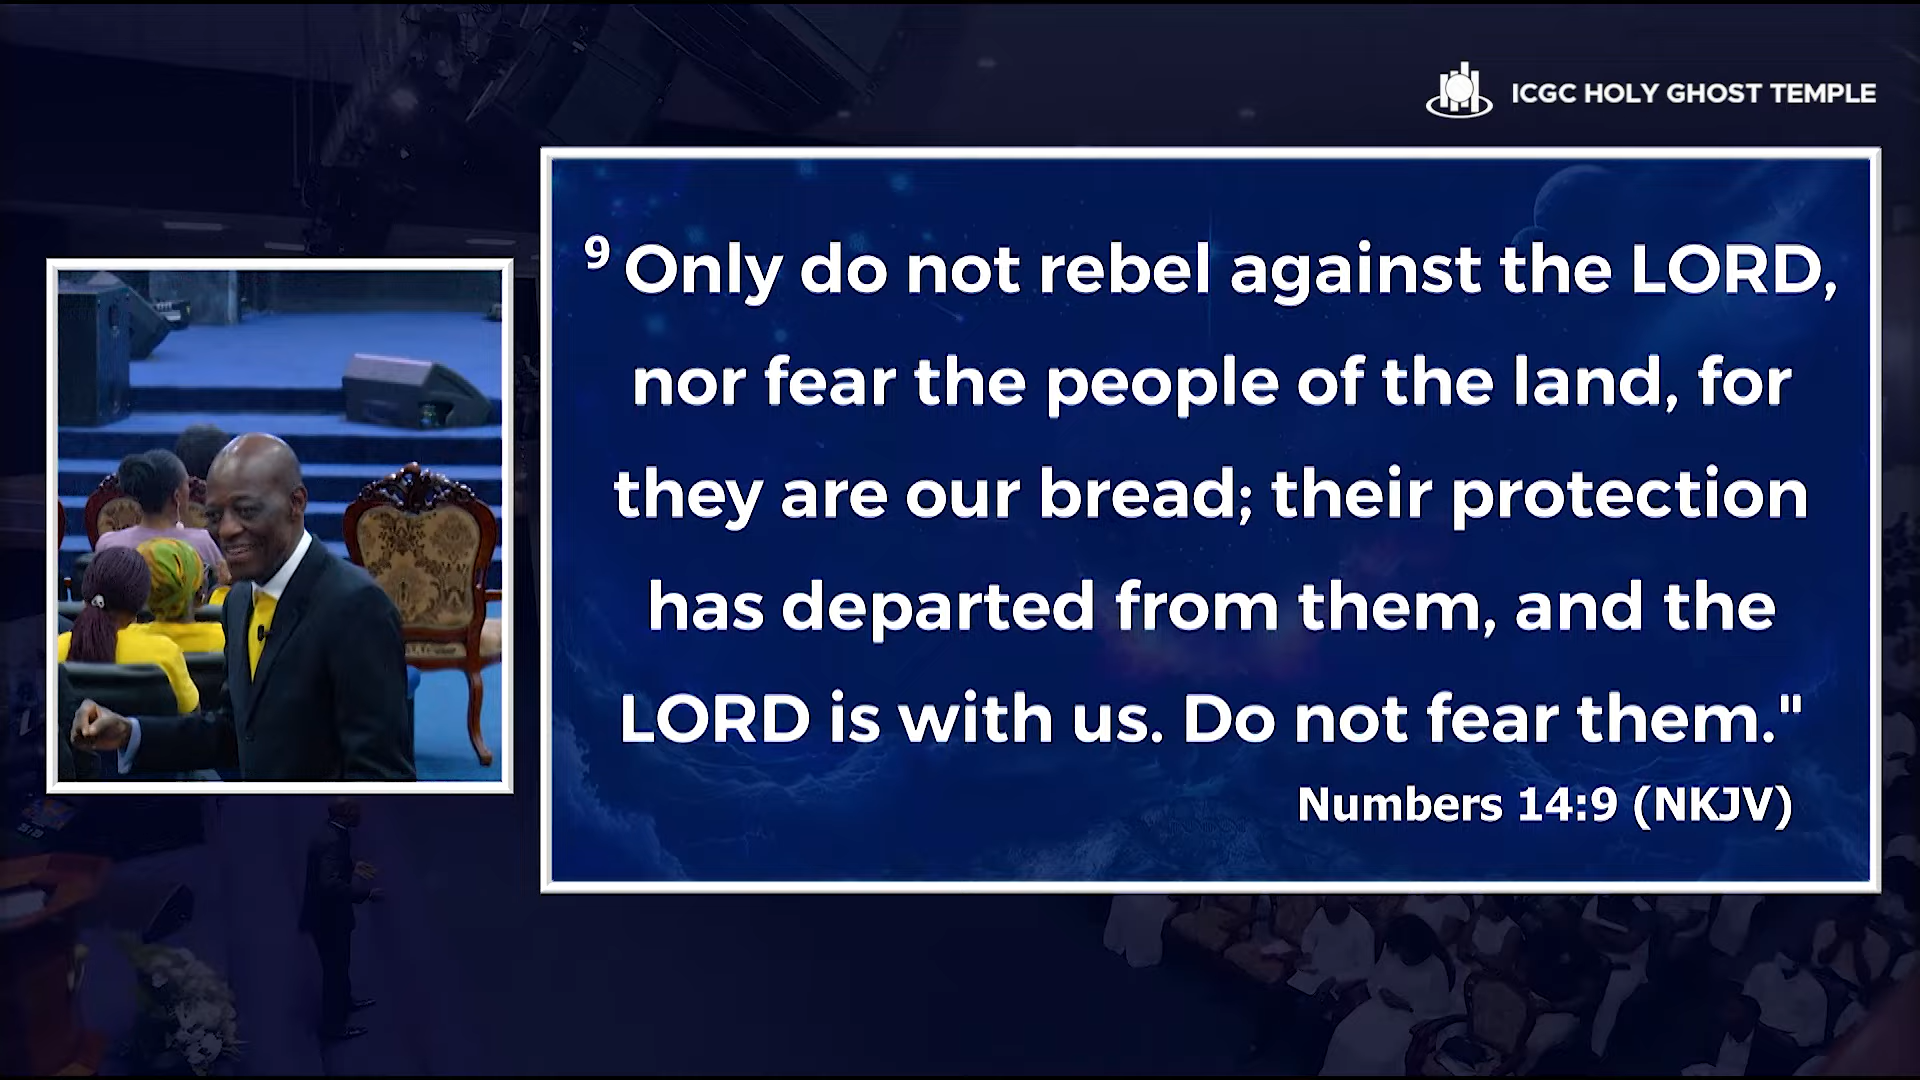 ICGC HOLY GHOST TEMPLE
9 Only do not rebel against the LORD,
nor fear the people of the land, for
they are our bread; their protection
has departed from them, and the
LORD is with us. Do not fear them."
Numbers 14:9 (NKJV)